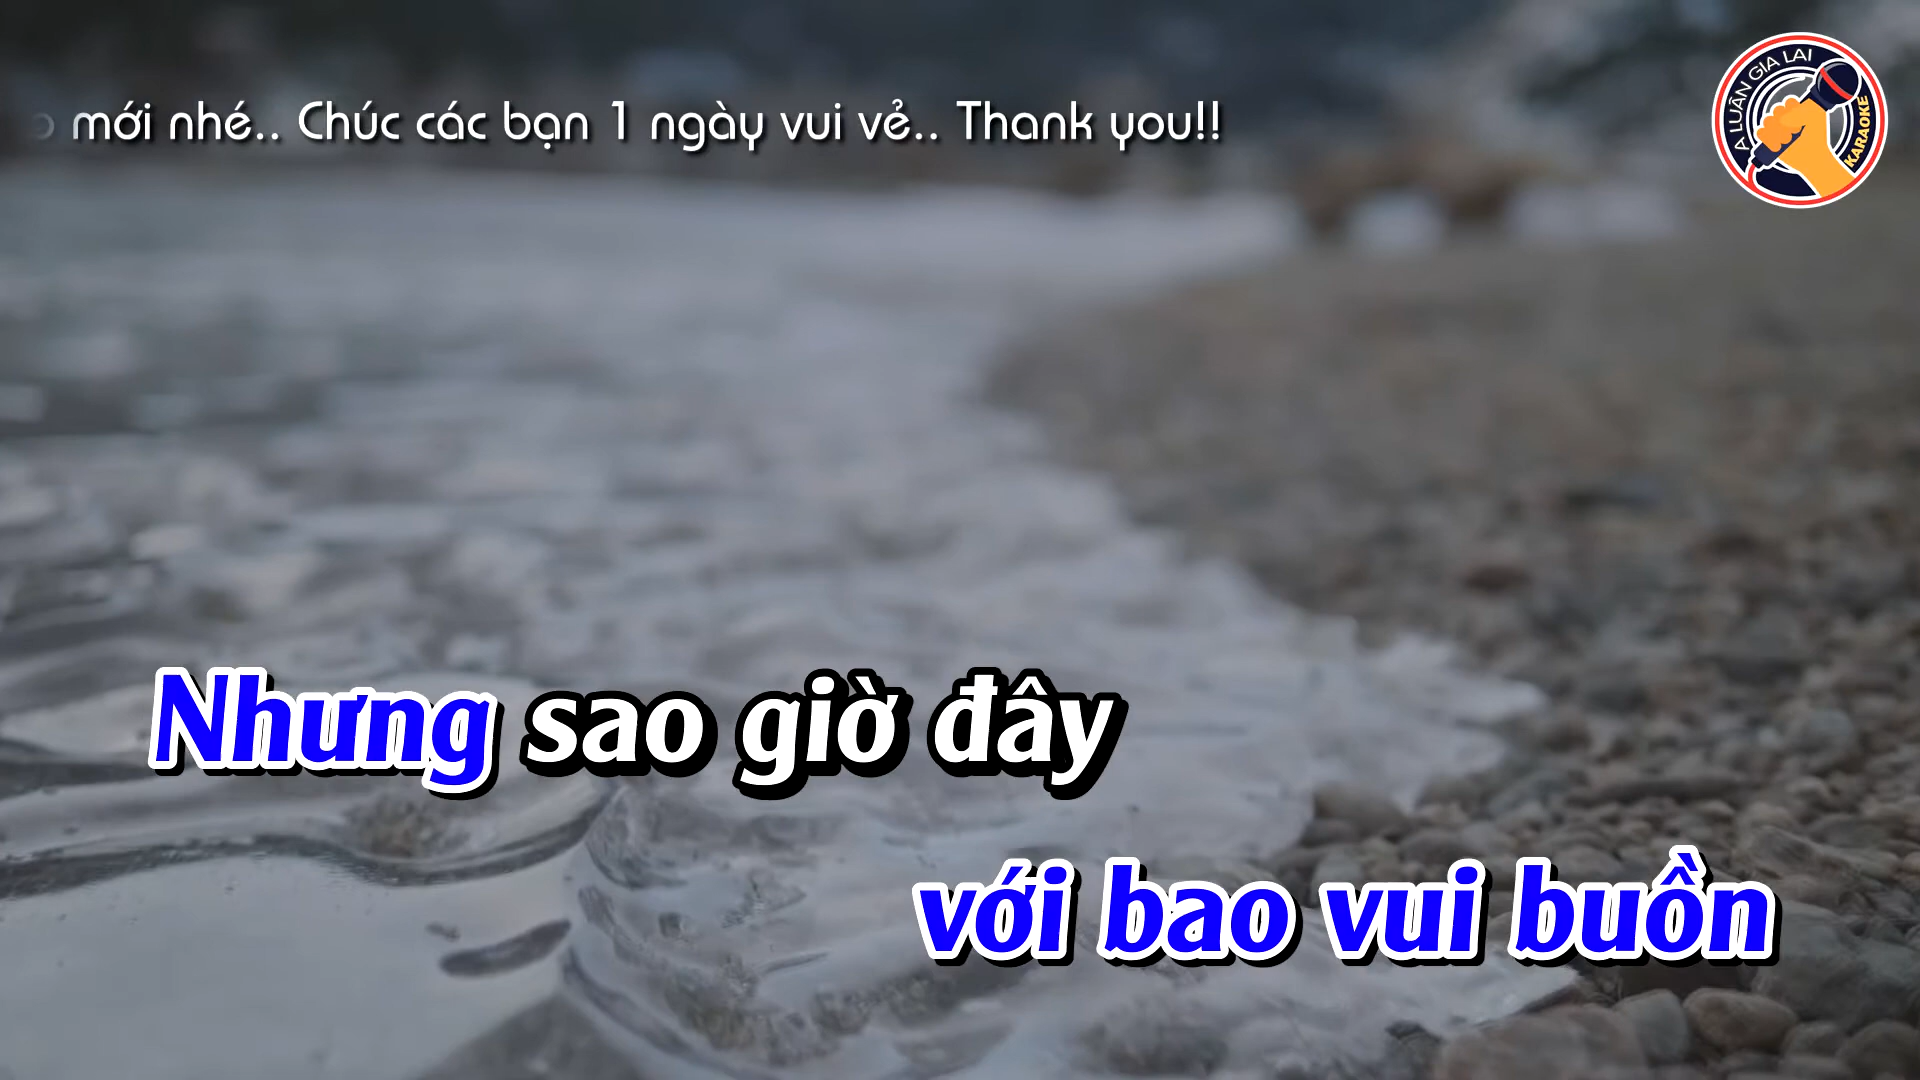 mới nhé.. Chúc các bạn 1 ngày vui vẻ.. Thank you!!
A LUÂN GIA LAI
KARAOKE
Nhưng sao giờ đây
với bao vui buồn